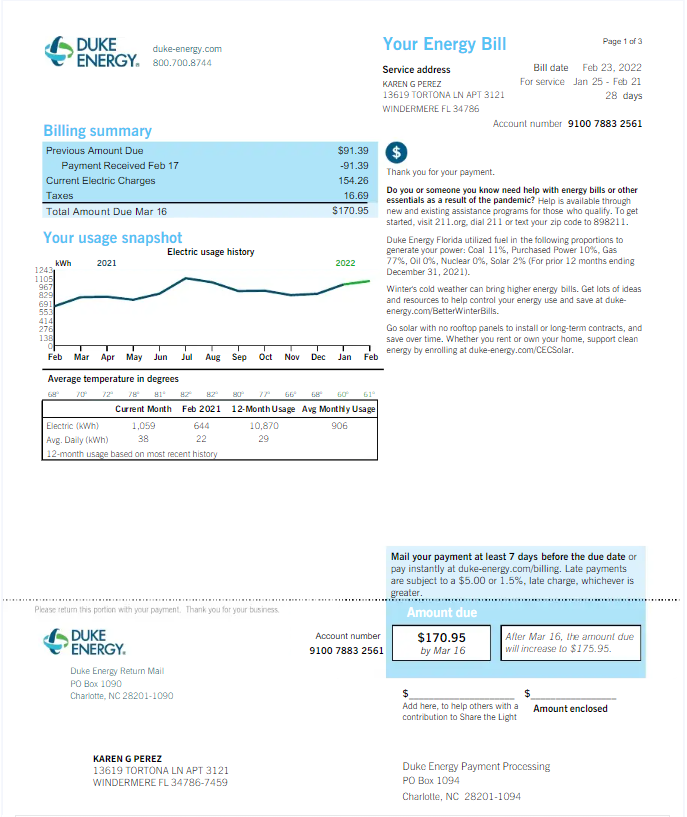 DUKE
ENERGY®
duke-energy.com
800.700.8744
Your Energy Bill
Page 1 of 3
Service address
KAREN G PEREZ
13619 TORTONA LN APT 3121
WINDERMERE FL 34786
Bill date Feb 23, 2022
For service Jan 25 - Feb 21
28 days
Account number 9100 7883 2561
Billing summary
Previous Amount Due $91.39
Payment Received Feb 17 -91.39
Current Electric Charges 154.26
Taxes 16.69
Total Amount Due Mar 16 $170.95
$
Thank you for your payment.
Do you or someone you know need help with energy bills or other
essentials as a result of the pandemic? Help is available through
new and existing assistance programs for those who qualify. To get
started, visit 211.org, dial 211 or text your zip code to 898211.
Duke Energy Florida utilized fuel in the following proportions to
generate your power: Coal 11%, Purchased Power 10%, Gas
77%, Oil 0%, Nuclear 0%, Solar 2% (For prior 12 months ending
December 31, 2021).
Winter's cold weather can bring higher energy bills. Get lots of ideas
and resources to help control your energy use and save at duke-
energy.com/BetterWinterBills.
Go solar with no rooftop panels to install or long-term contracts, and
save over time. Whether you rent or own your home, support clean
energy by enrolling at duke-energy.com/CECSolar.
Your usage snapshot
Electric usage history
kWh 2021 2022
1243
1105
967
829
691
553
414
276
138
0
Feb Mar Apr May Jun Jul Aug Sep Oct Nov Dec Jan Feb
Average temperature in degrees
68° 70° 72° 78° 81° 82° 82° 80° 77° 66° 68° 60° 61°
Current Month Feb 2021 12-Month Usage Avg Monthly Usage
Electric (kWh) 1,059 644 10,870 906
Avg. Daily (kWh) 38 22 29
12-month usage based on most recent history
Mail your payment at least 7 days before the due date or
pay instantly at duke-energy.com/billing. Late payments
are subject to a $5.00 or 1.5%, late charge, whichever is
greater.
Please return this portion with your payment. Thank you for your business.
Amount due
DUKE
ENERGY®
Account number
9100 7883 2561
$170.95
by Mar 16
After Mar 16, the amount due
will increase to $175.95.
Duke Energy Return Mail
PO Box 1090
Charlotte, NC 28201-1090
$____________________ $________________
Add here, to help others with a
contribution to Share the Light
Amount enclosed
KAREN G PEREZ
13619 TORTONA LN APT 3121
WINDERMERE FL 34786-7459
Duke Energy Payment Processing
PO Box 1094
Charlotte, NC 28201-1094